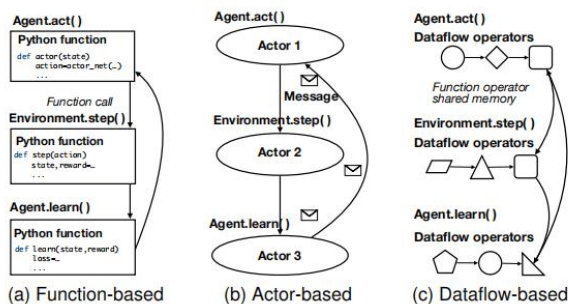 Agent.act()
Python function
def actor(state)
action=actor_net(…)
...
Function call
Environment.step()
Python function
def step(action)
state,reward=…
...
Agent.learn()
Python function
def learn(state,reward)
loss=…
...
(a) Function-based
Agent.act()
Actor 1
Message
Environment.step()
Actor 2
Agent.learn()
Actor 3
(b) Actor-based
Agent.act()
Dataflow operators
Function operator
shared memory
Environment.step()
Dataflow operators
Agent.learn()
Dataflow operators
(c) Dataflow-based